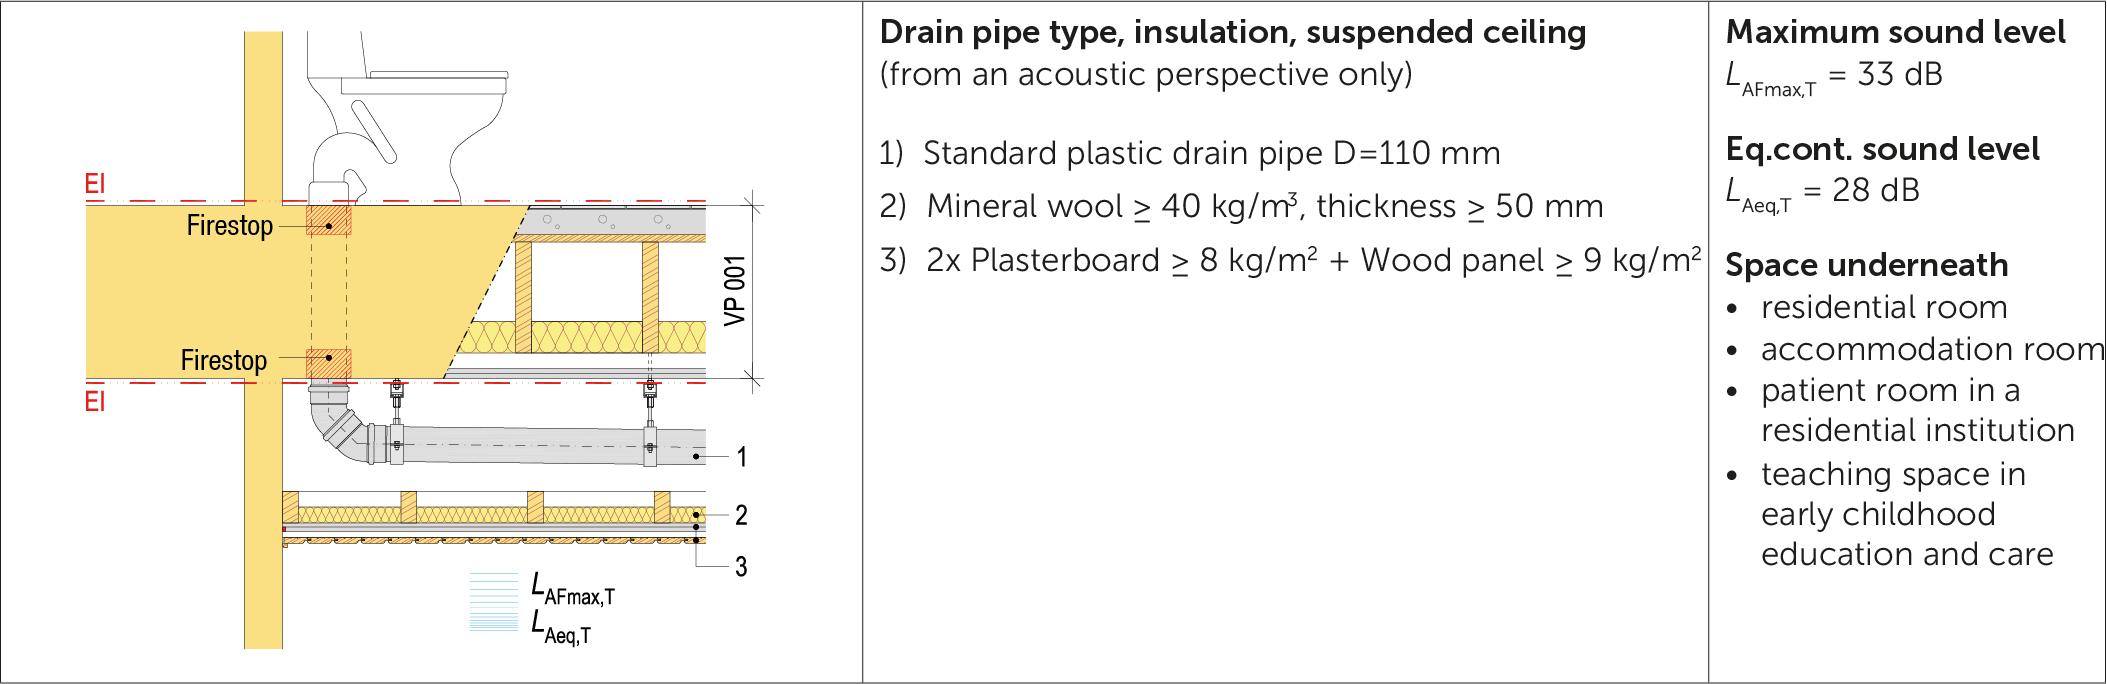 EI
Firestop
VP 001
Firestop
EI
1
2
3
LAFmax,T
LAeq,T
Drain pipe type, insulation, suspended ceiling
(from an acoustic perspective only)
1) Standard plastic drain pipe D=110 mm
2) Mineral wool ≥ 40 kg/m³, thickness ≥ 50 mm
3) 2x Plasterboard ≥ 8 kg/m² + Wood panel ≥ 9 kg/m²
Maximum sound level
LAFmax,T = 33 dB
Eq.cont. sound level
LAeq,T = 28 dB
Space underneath
• residential room
• accommodation room
• patient room in a
residential institution
• teaching space in
early childhood
education and care